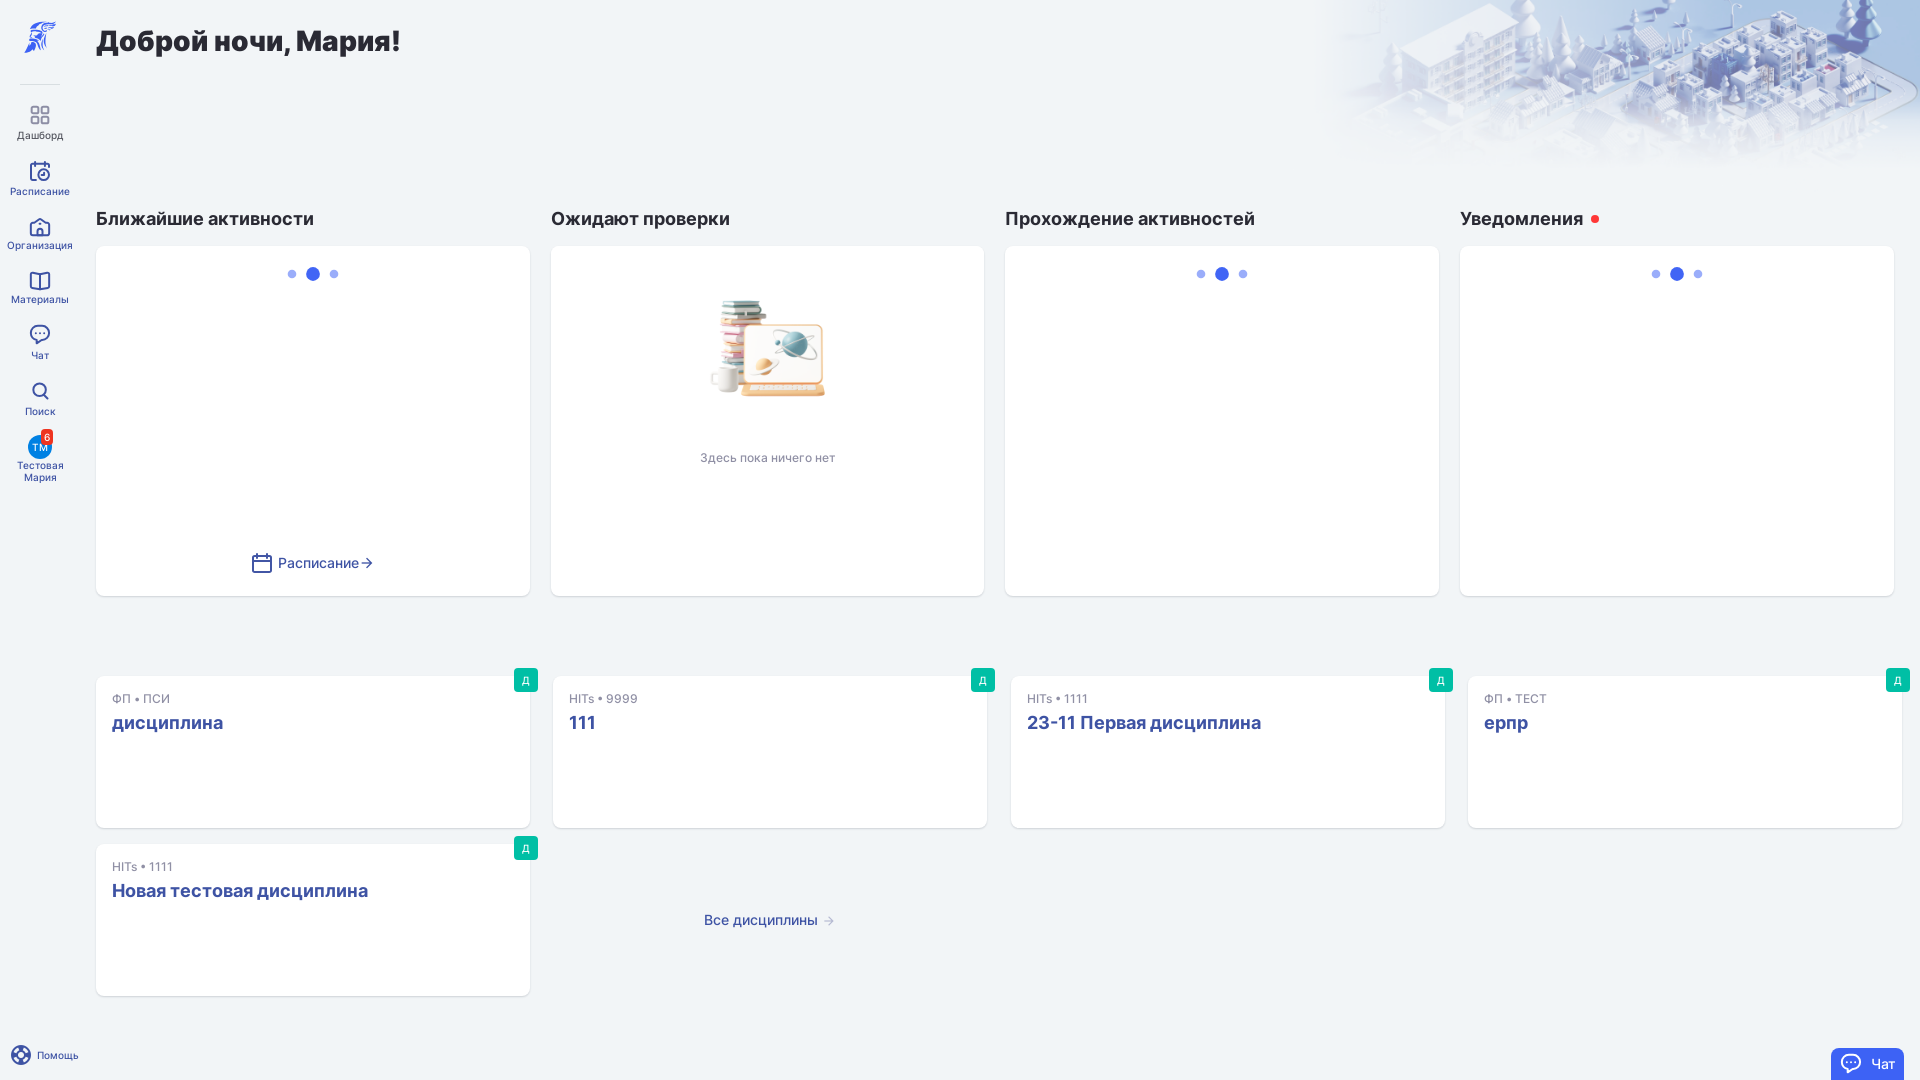 Доброй ночи, Мария!
Дашборд
Расписание
Организация
Материалы
Чат
Поиск
6
ТМ
Тестовая
Мария
Помощь
Ближайшие активности
Расписание
Ожидают проверки
Здесь пока ничего нет
Прохождение активностей
Уведомления
Д
ФП • ПСИ
дисциплина
Д
HITs • 9999
111
Д
HITs • 1111
23-11 Первая дисциплина
Д
ФП • ТЕСТ
ерпр
Д
HITs • 1111
Новая тестовая дисциплина
Все дисциплины
Чат